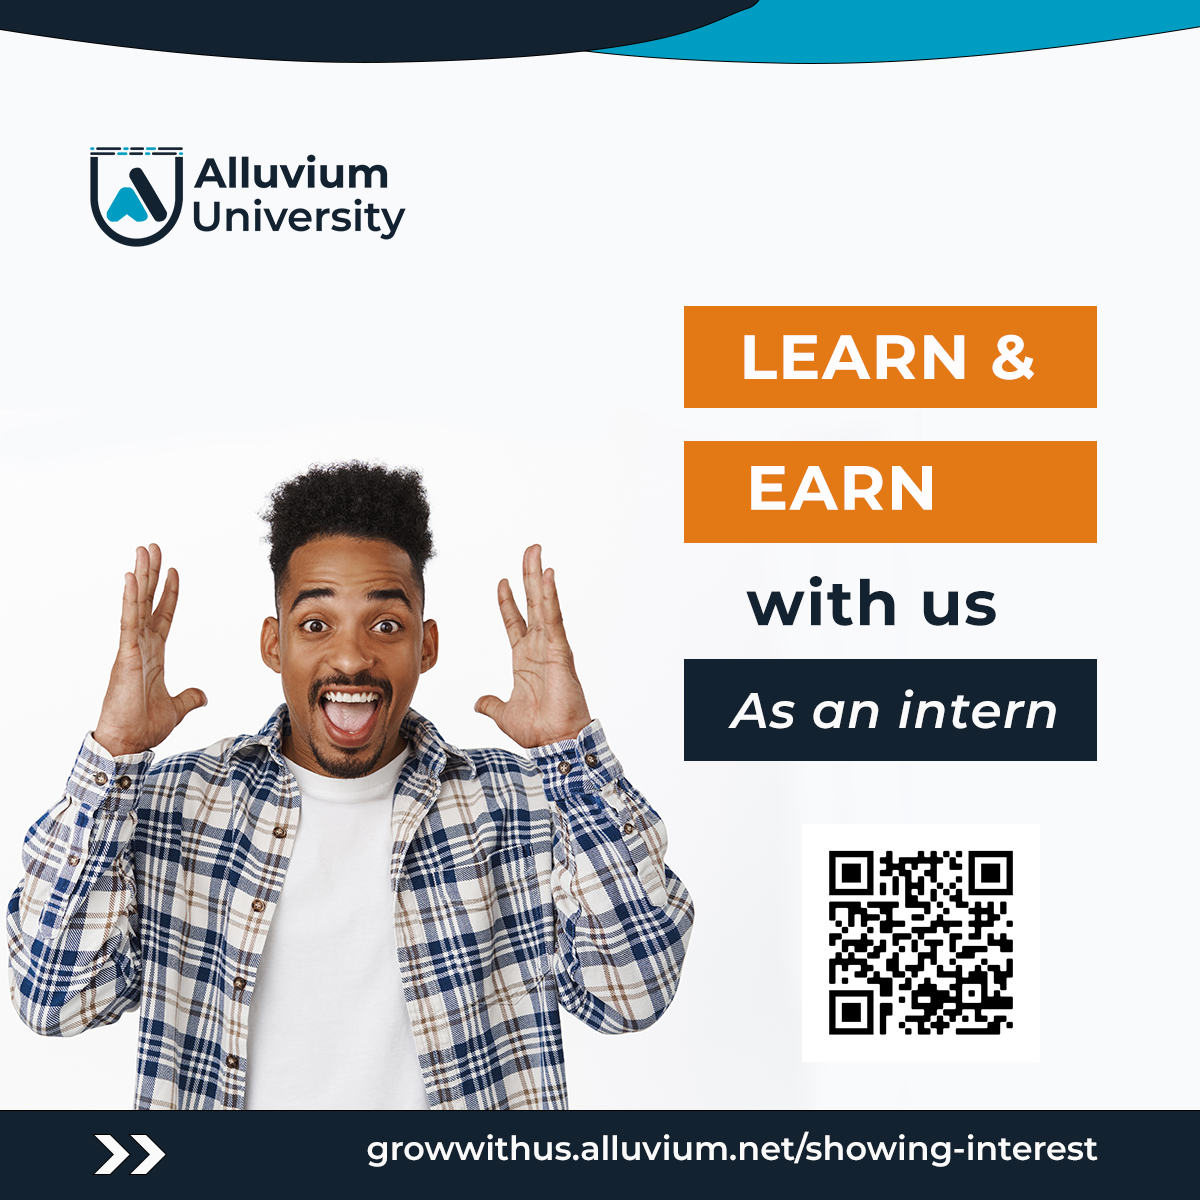 Alluvium
University
LEARN &
EARN
with us
As an intern
growwithus.alluvium.net/showing-interest